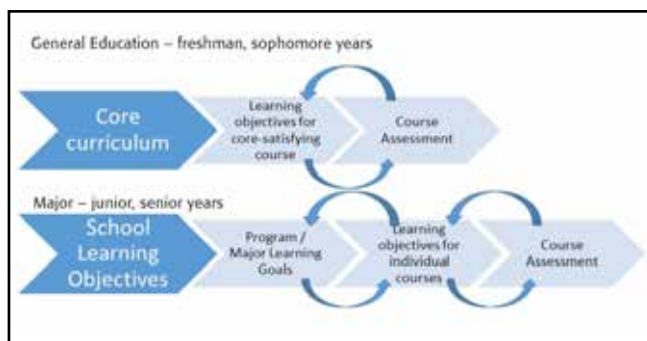 General Education – freshman, sophomore years
Core
curriculum
Learning
objectives for
core-satisfying
course
Course
Assessment
Major – junior, senior years
School
Learning
Objectives
Program /
Major Learning
Goals
Learning
objectives for
individual
courses
Course
Assessment